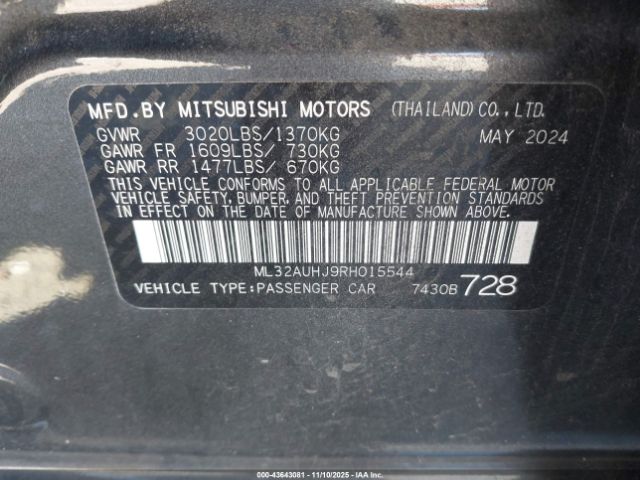 MFD.BY MITSUBISHI MOTORS (THAILAND) CO., LTD.
GVWR 3020LBS/1370KG MAY 2024
GAWR FR 1609LBS/ 730KG
GAWR RR 1477LBS/ 670KG
THIS VEHICLE CONFORMS TO ALL APPLICABLE FEDERAL MOTOR
VEHICLE SAFETY, BUMPER, AND THEFT PREVENTION STANDARDS
IN EFFECT ON THE DATE OF MANUFACTURE SHOWN ABOVE.
ML32AUHJ9RH015544
VEHICLE TYPE:PASSENGER CAR 7430B 728
000-43643081 - 11/10/2025 - IAA Inc.